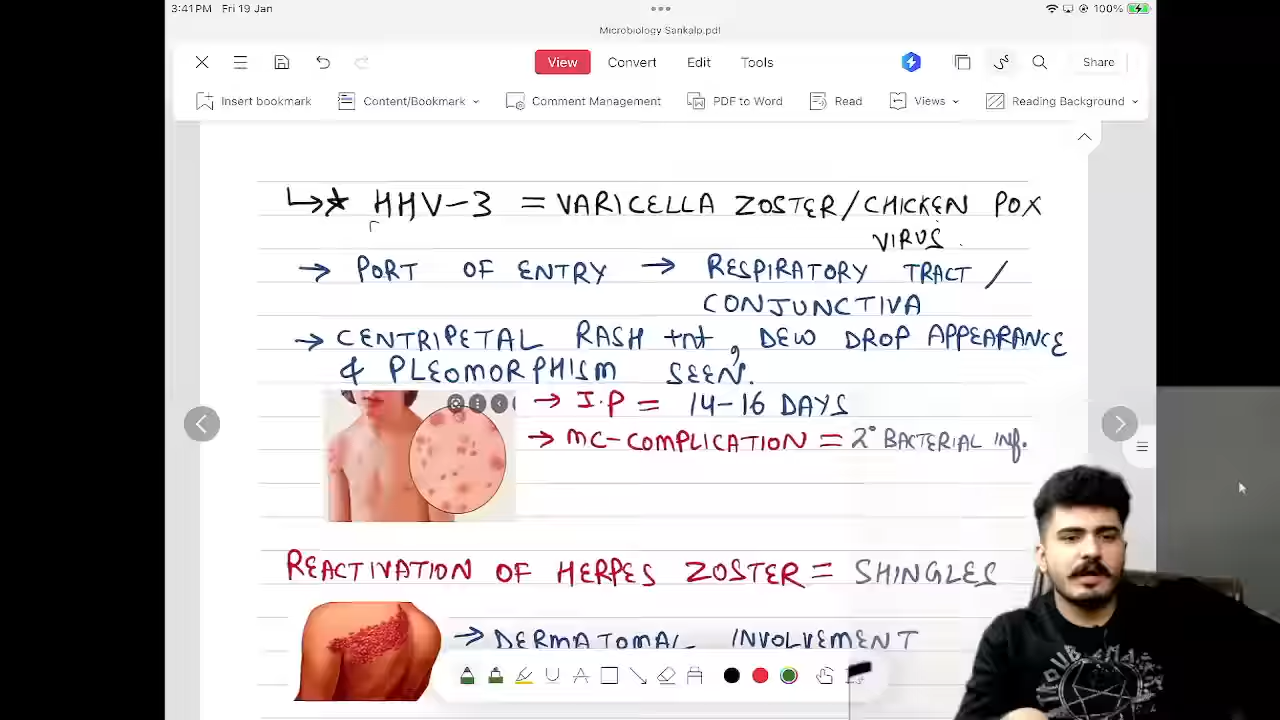 3:41 PM Fri 19 Jan
100%
Microbiology Sankalp.pdf
View Convert Edit Tools Share
Insert bookmark Content/Bookmark Comment Management PDF to Word Read Views Reading Background
↳★ HHV-3 = VARICELLA ZOSTER/CHICKEN POX
VIRUS.
→ PORT OF ENTRY → RESPIRATORY TRACT /
CONJUNCTIVA
→ CENTRIPETAL RASH +nt, DEW DROP APPEARANCE
& PLEOMORPHISM SEEN.
→ I.P = 14-16 DAYS
→ MC-COMPLICATION = 2° BACTERIAL INF.
REACTIVATION OF HERPES ZOSTER = SHINGLES
→ DERMATOMAL INVOLVEMENT